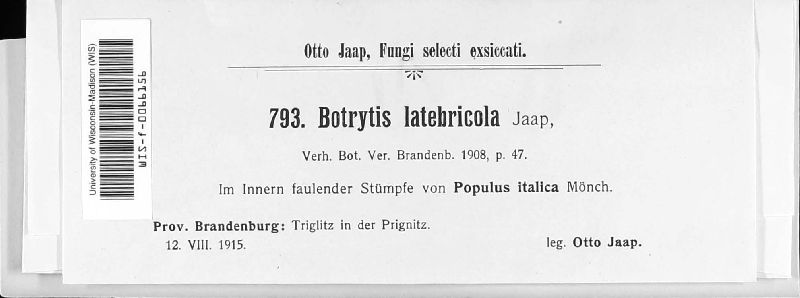 Otto Jaap, Fungi selecti exsiccati.
793. Botrytis latebricola Jaap,
Verh. Bot. Ver. Brandenb. 1908, p. 47.
Im Innern faulender Stümpfe von Populus italica Mönch.
Prov. Brandenburg: Triglitz in der Prignitz.
12. VIII. 1915.
leg. Otto Jaap.
University of Wisconsin-Madison (WIS)
WIS-f-0066156